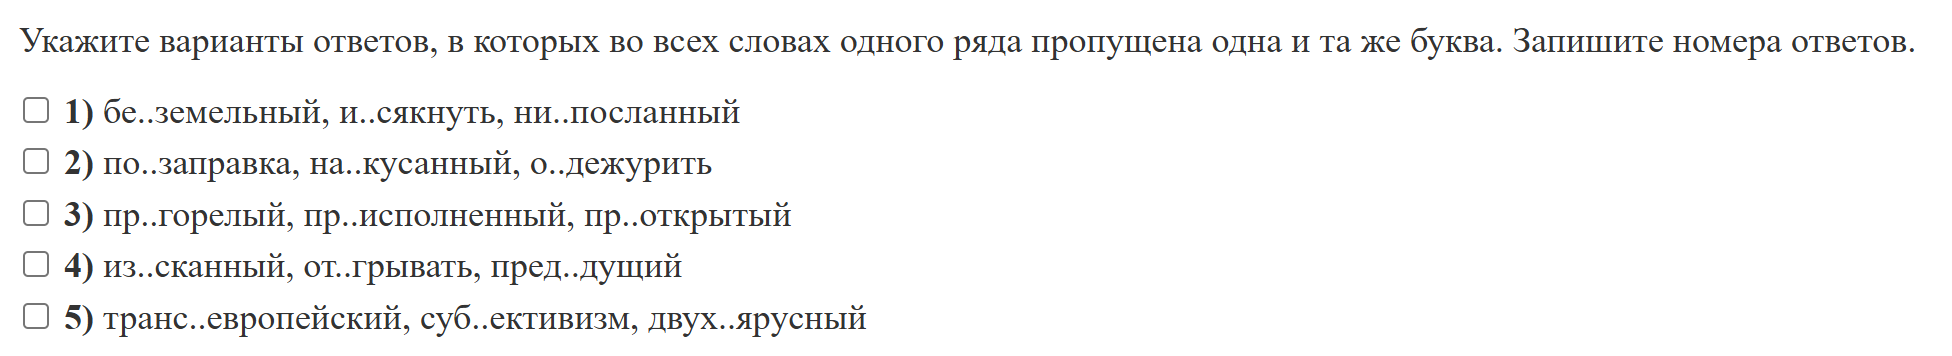 Укажите варианты ответов, в которых во всех словах одного ряда пропущена одна и та же буква. Запишите номера ответов.
1) бе..земельный, и..сякнуть, ни..посланный
2) по..заправка, на..кусанный, о..дежурить
3) пр..горелый, пр..исполненный, пр..открытый
4) из..сканный, от..грывать, пред..дущий
5) транс..европейский, суб..ективизм, двух..ярусный